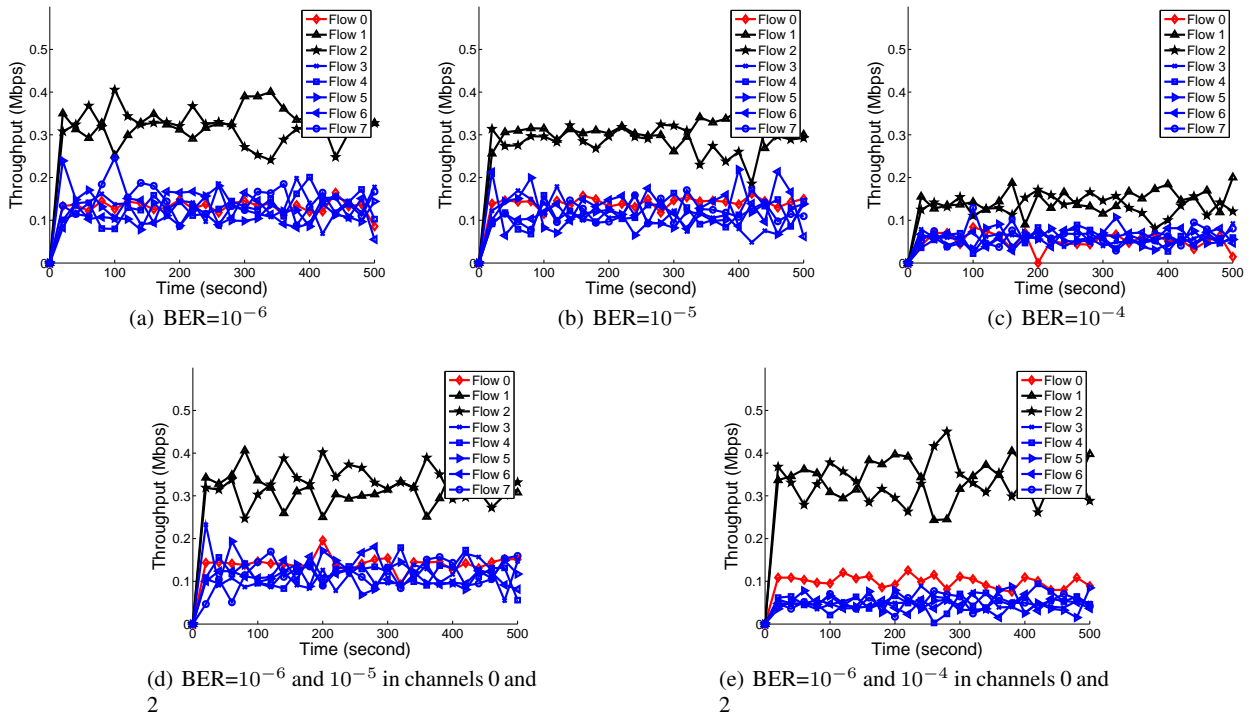 0.5
0.4
0.3
0.2
0.1
0
Throughput (Mbps)
0 100 200 300 400 500
Time (second)
Flow 0
Flow 1
Flow 2
Flow 3
Flow 4
Flow 5
Flow 6
Flow 7
(a) BER=10−6
0.5
0.4
0.3
0.2
0.1
0
Throughput (Mbps)
0 100 200 300 400 500
Time (second)
Flow 0
Flow 1
Flow 2
Flow 3
Flow 4
Flow 5
Flow 6
Flow 7
(b) BER=10−5
0.5
0.4
0.3
0.2
0.1
0
Throughput (Mbps)
0 100 200 300 400 500
Time (second)
Flow 0
Flow 1
Flow 2
Flow 3
Flow 4
Flow 5
Flow 6
Flow 7
(c) BER=10−4
0.5
0.4
0.3
0.2
0.1
0
Throughput (Mbps)
0 100 200 300 400 500
Time (second)
Flow 0
Flow 1
Flow 2
Flow 3
Flow 4
Flow 5
Flow 6
Flow 7
(d) BER=10−6 and 10−5 in channels 0 and
2
0.5
0.4
0.3
0.2
0.1
0
Throughput (Mbps)
0 100 200 300 400 500
Time (second)
Flow 0
Flow 1
Flow 2
Flow 3
Flow 4
Flow 5
Flow 6
Flow 7
(e) BER=10−6 and 10−4 in channels 0 and
2